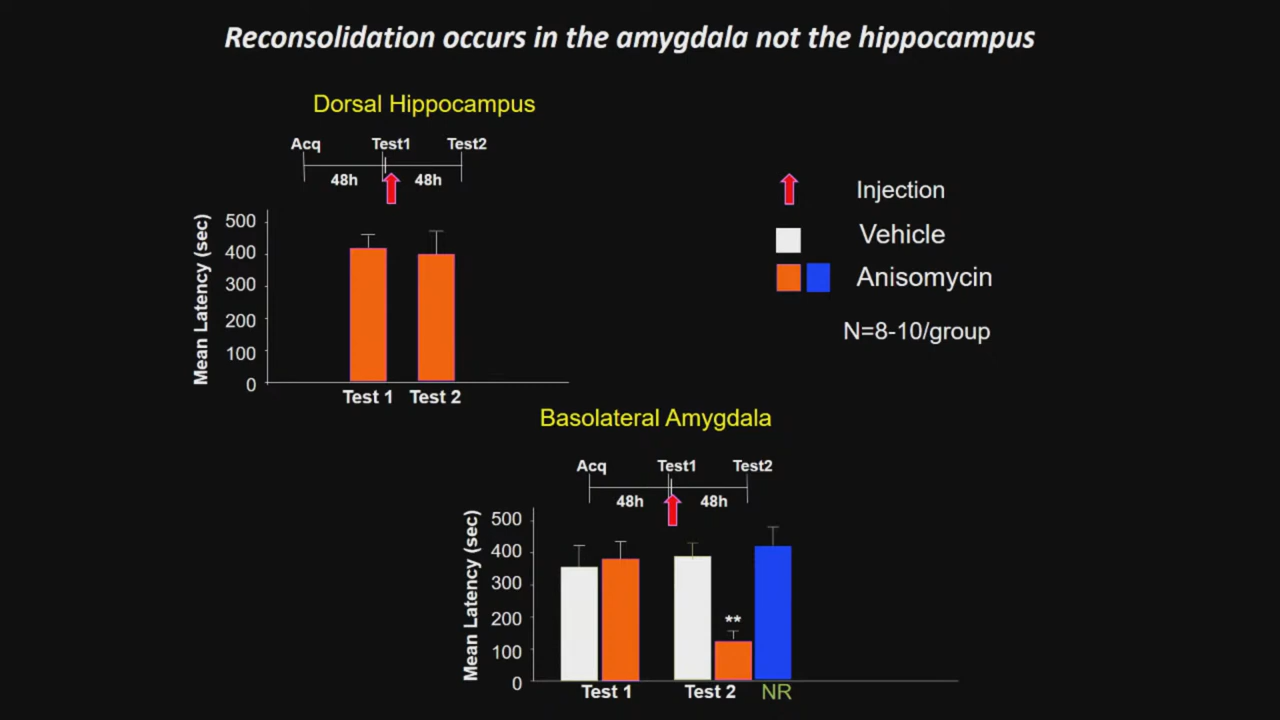 Reconsolidation occurs in the amygdala not the hippocampus
Dorsal Hippocampus
Acq Test1 Test2
48h 48h
Mean Latency (sec)
500
400
300
200
100
0
Test 1 Test 2
Injection
Vehicle
Anisomycin
N=8-10/group
Basolateral Amygdala
Acq Test1 Test2
48h 48h
Mean Latency (sec)
500
400
300
200
100
0
**
Test 1 Test 2 NR